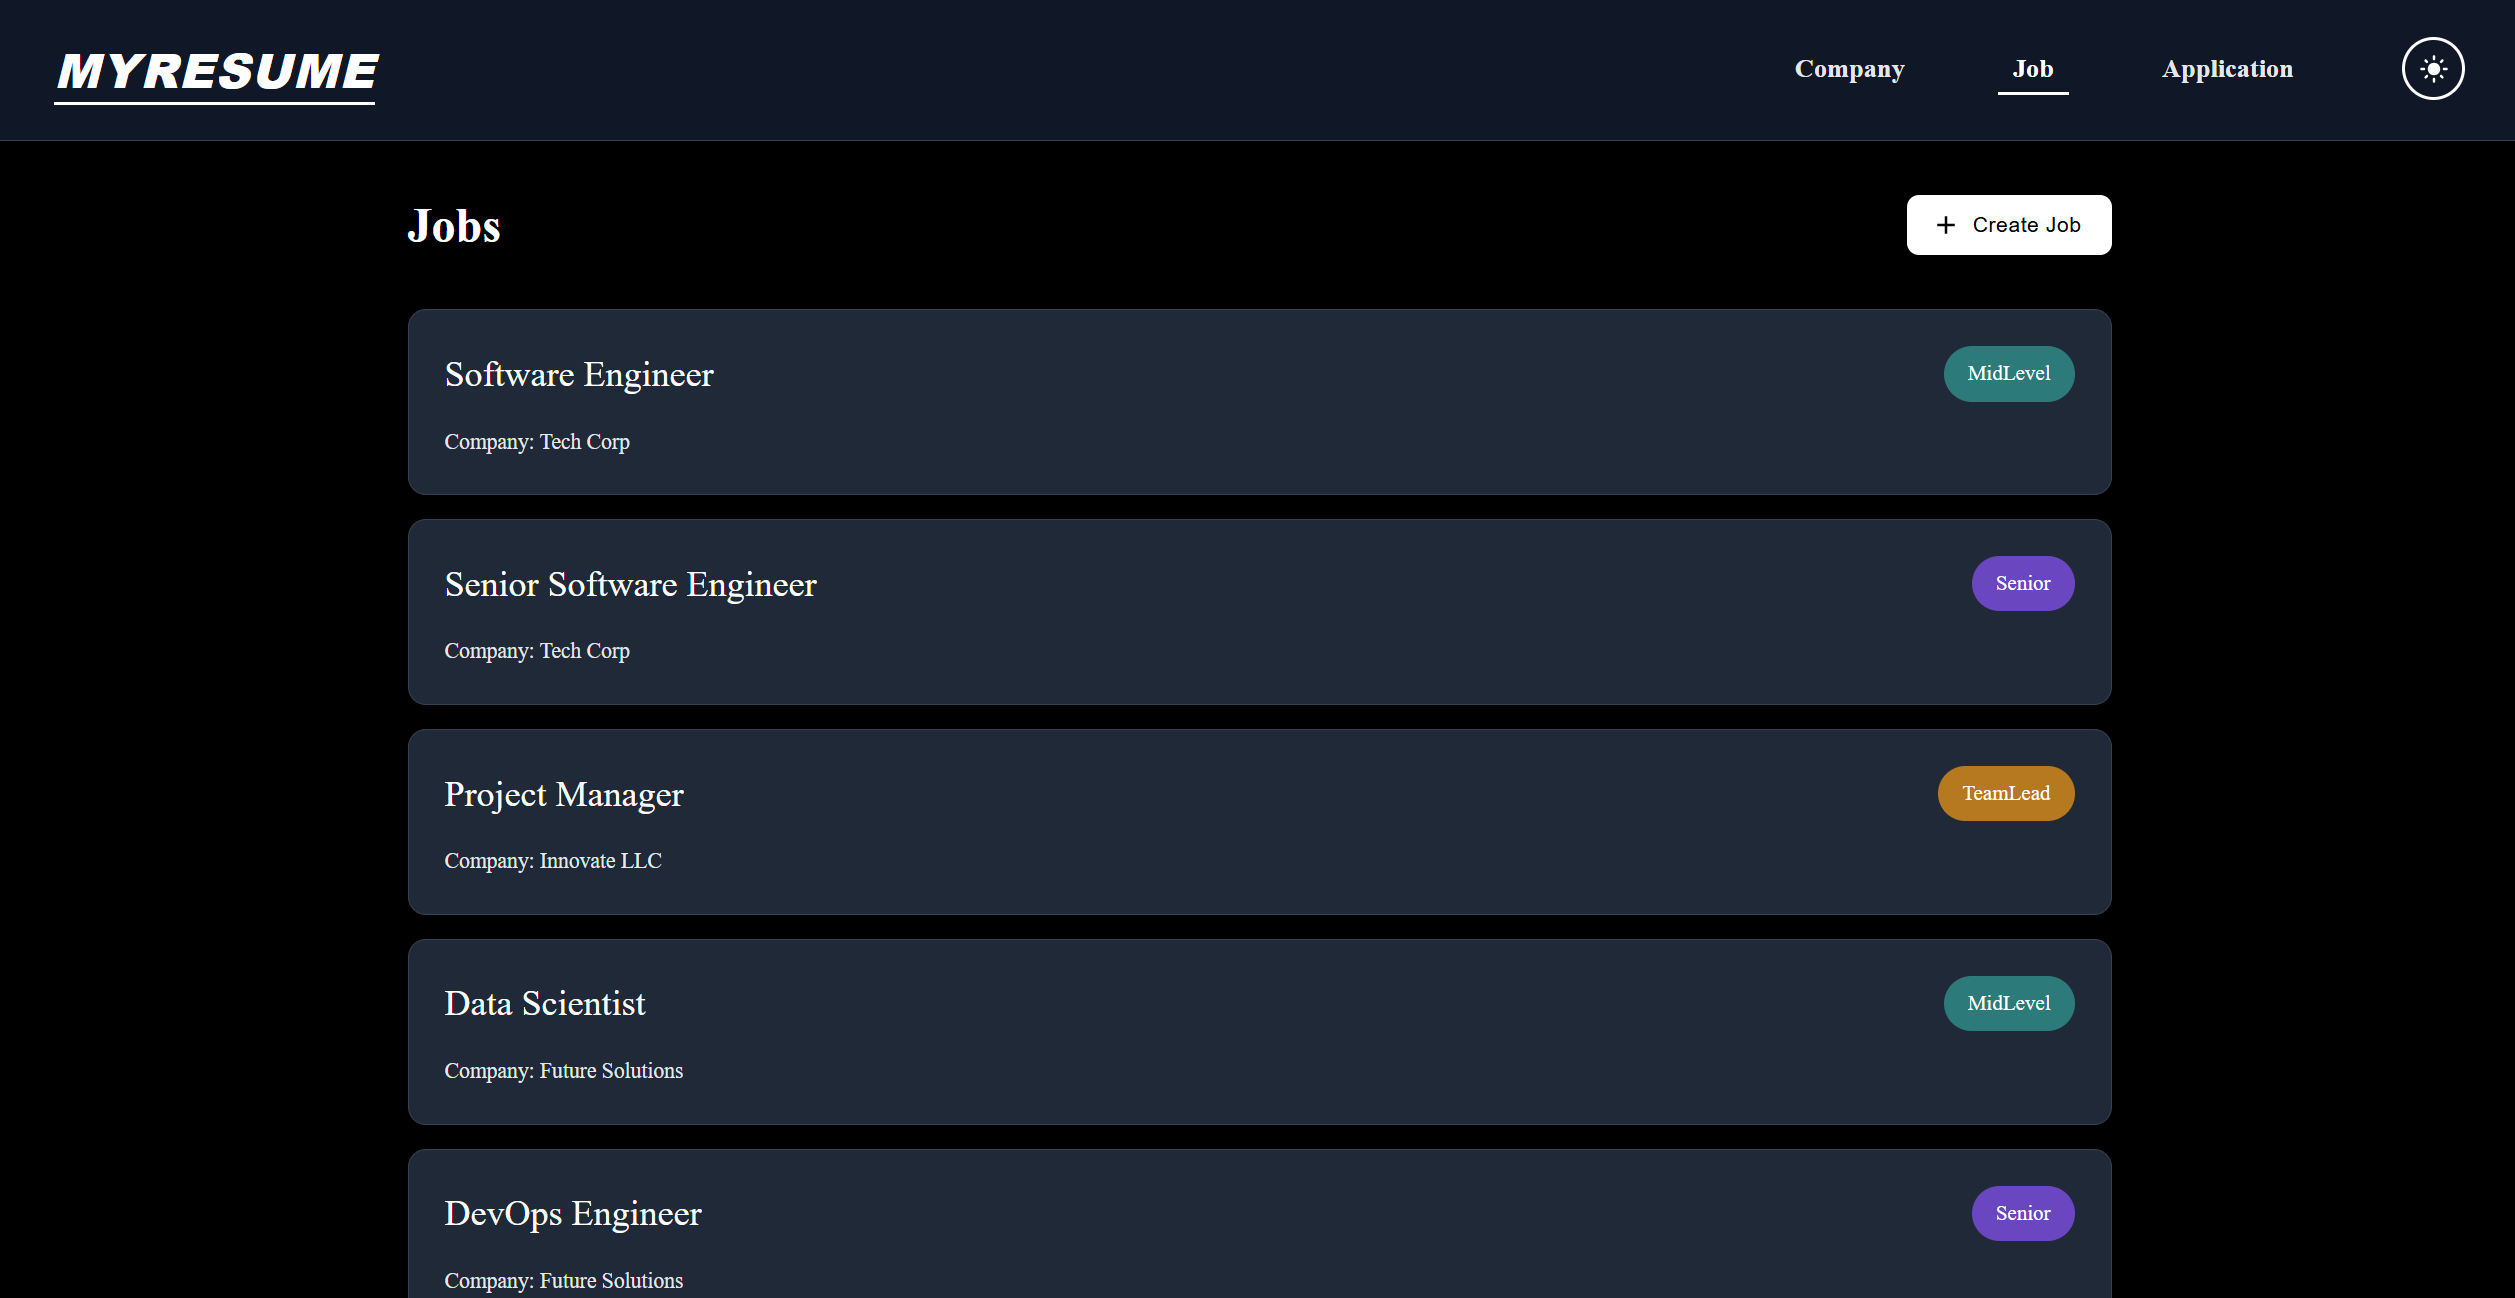 MYRESUME
Company Job Application
Jobs
Create Job
Software Engineer
MidLevel
Company: Tech Corp
Senior Software Engineer
Senior
Company: Tech Corp
Project Manager
TeamLead
Company: Innovate LLC
Data Scientist
MidLevel
Company: Future Solutions
DevOps Engineer
Senior
Company: Future Solutions